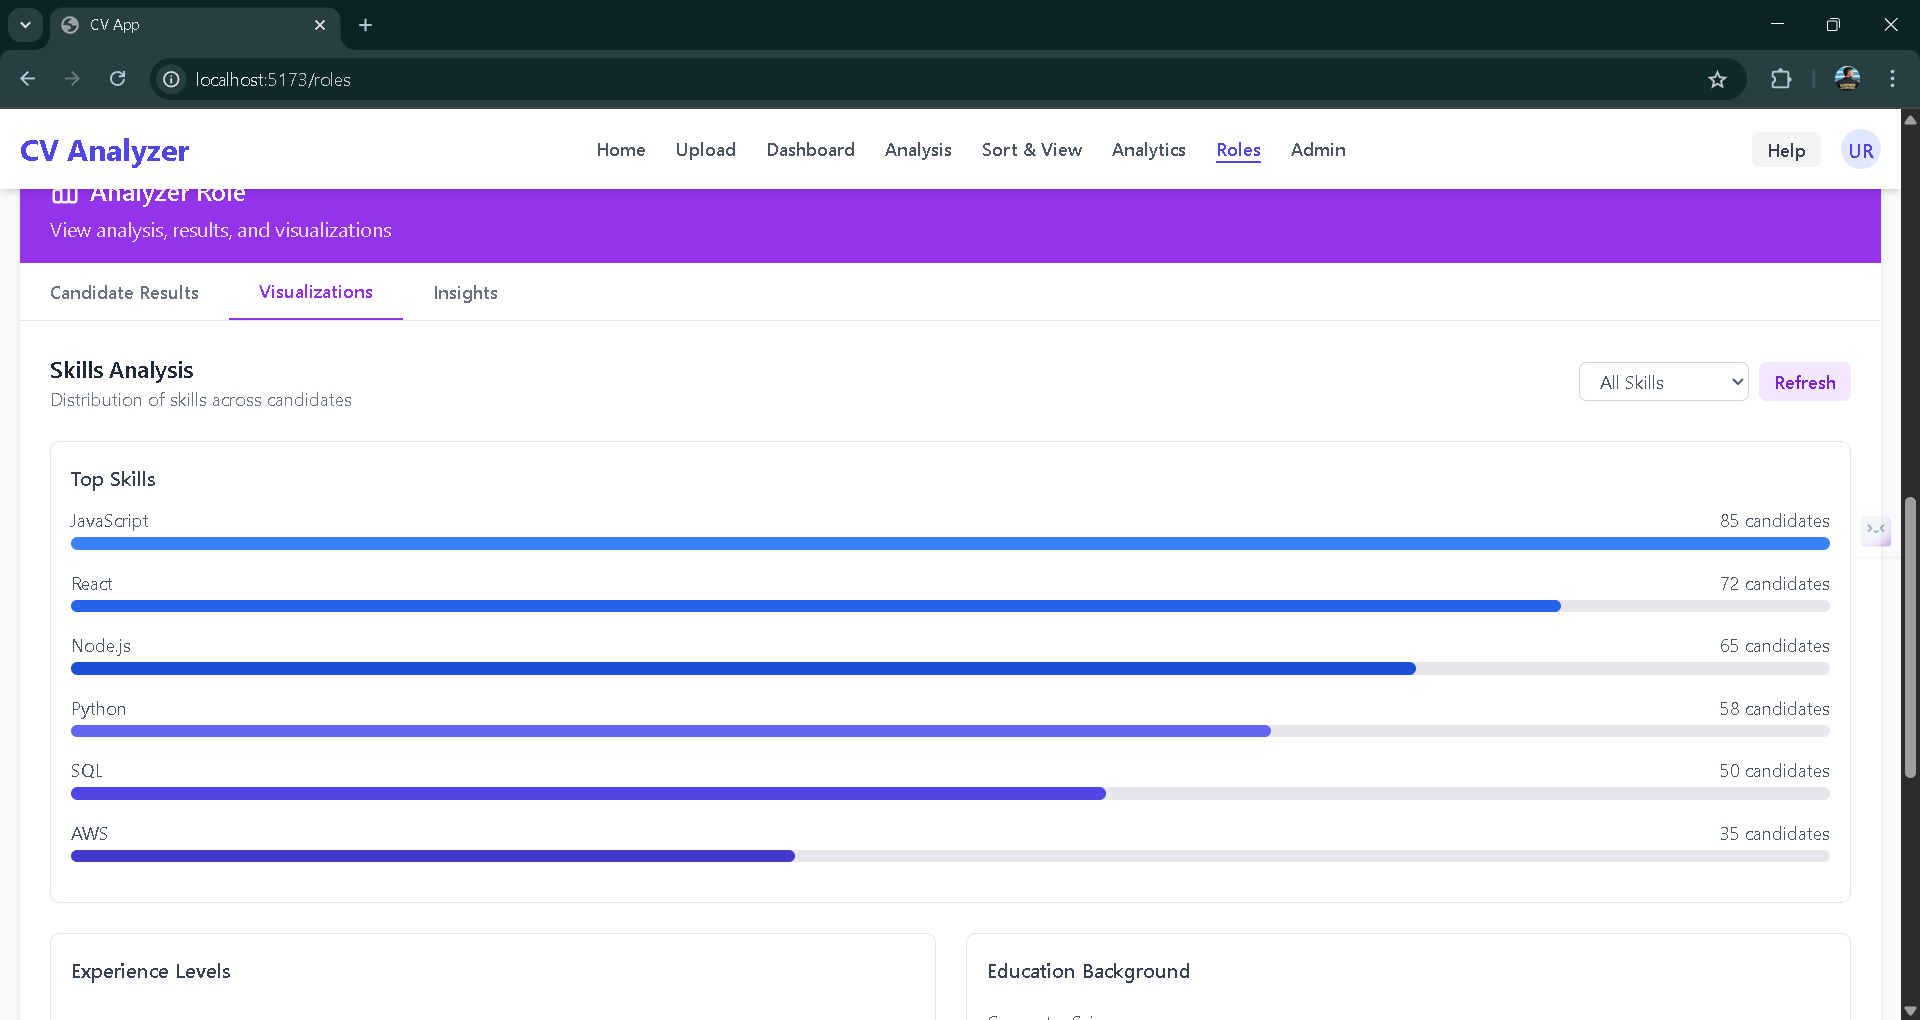 CV App
localhost:5173/roles
CV Analyzer
Home Upload Dashboard Analysis Sort & View Analytics Roles Admin
Help UR
Analyzer Role
View analysis, results, and visualizations
Candidate Results Visualizations Insights
Skills Analysis
Distribution of skills across candidates
All Skills Refresh
Top Skills
JavaScript 85 candidates
React 72 candidates
Node.js 65 candidates
Python 58 candidates
SQL 50 candidates
AWS 35 candidates
Experience Levels Education Background